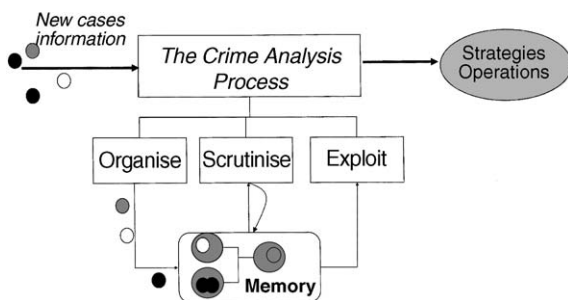 New cases
information
The Crime Analysis
Process
Strategies
Operations
Organise
Scrutinise
Exploit
Memory